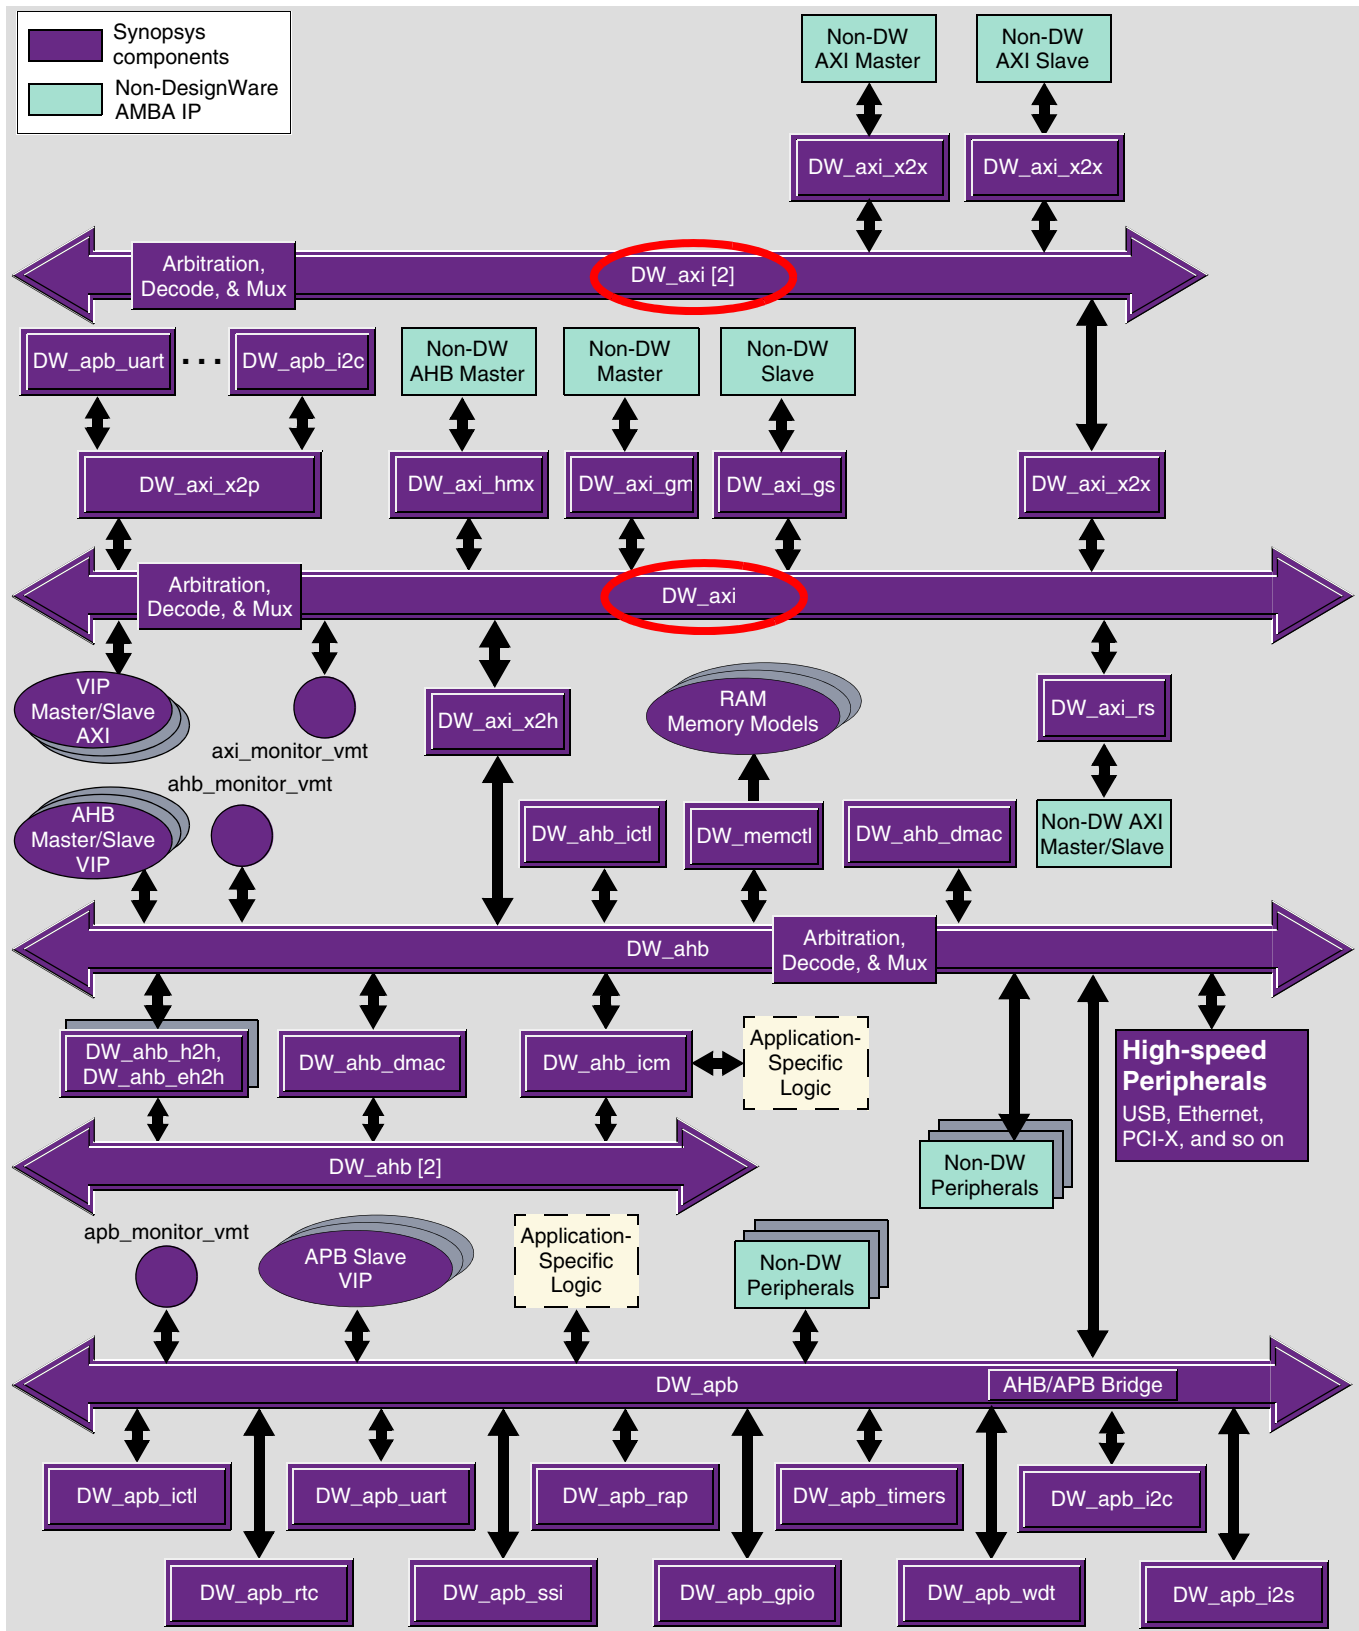 Synopsys
components
Non-DesignWare
AMBA IP
Non-DW
AXI Master
Non-DW
AXI Slave
DW_axi_x2x
DW_axi_x2x
Arbitration,
Decode, & Mux
DW_axi [2]
DW_apb_uart
. . .
DW_apb_i2c
Non-DW
AHB Master
Non-DW
Master
Non-DW
Slave
DW_axi_x2p
DW_axi_hmx
DW_axi_gm
DW_axi_gs
DW_axi_x2x
Arbitration,
Decode, & Mux
DW_axi
VIP
Master/Slave
AXI
axi_monitor_vmt
DW_axi_x2h
RAM
Memory Models
DW_axi_rs
ahb_monitor_vmt
AHB
Master/Slave
VIP
DW_ahb_ictl
DW_memctl
DW_ahb_dmac
Non-DW AXI
Master/Slave
DW_ahb
Arbitration,
Decode, & Mux
DW_ahb_h2h,
DW_ahb_eh2h
DW_ahb_dmac
DW_ahb_icm
Application-
Specific
Logic
High-speed
Peripherals
USB, Ethernet,
PCI-X, and so on
DW_ahb [2]
Non-DW
Peripherals
apb_monitor_vmt
APB Slave
VIP
Application-
Specific
Logic
Non-DW
Peripherals
DW_apb
AHB/APB Bridge
DW_apb_ictl
DW_apb_uart
DW_apb_rap
DW_apb_timers
DW_apb_i2c
DW_apb_rtc
DW_apb_ssi
DW_apb_gpio
DW_apb_wdt
DW_apb_i2s